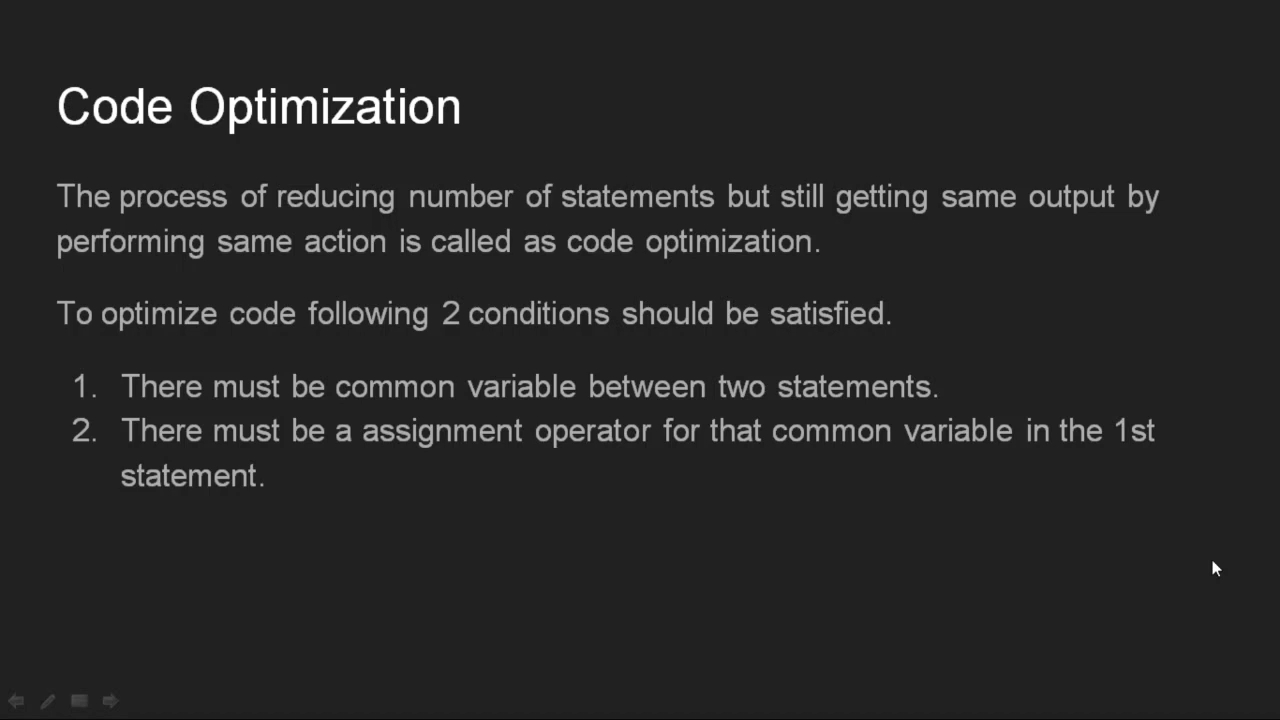 Code Optimization
The process of reducing number of statements but still getting same output by
performing same action is called as code optimization.
To optimize code following 2 conditions should be satisfied.
1. There must be common variable between two statements.
2. There must be a assignment operator for that common variable in the 1st
statement.